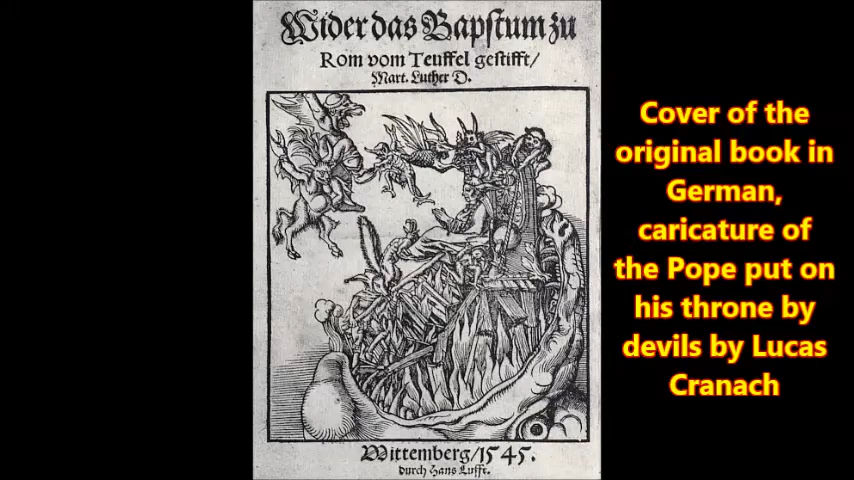 Wider das Bapstum zu
Rom vom Teuffel gestifft/
Mart. Luther D.
Wittemberg/1545.
durch Hans Lufft.
Cover of the
original book in
German,
caricature of
the Pope put on
his throne by
devils by Lucas
Cranach